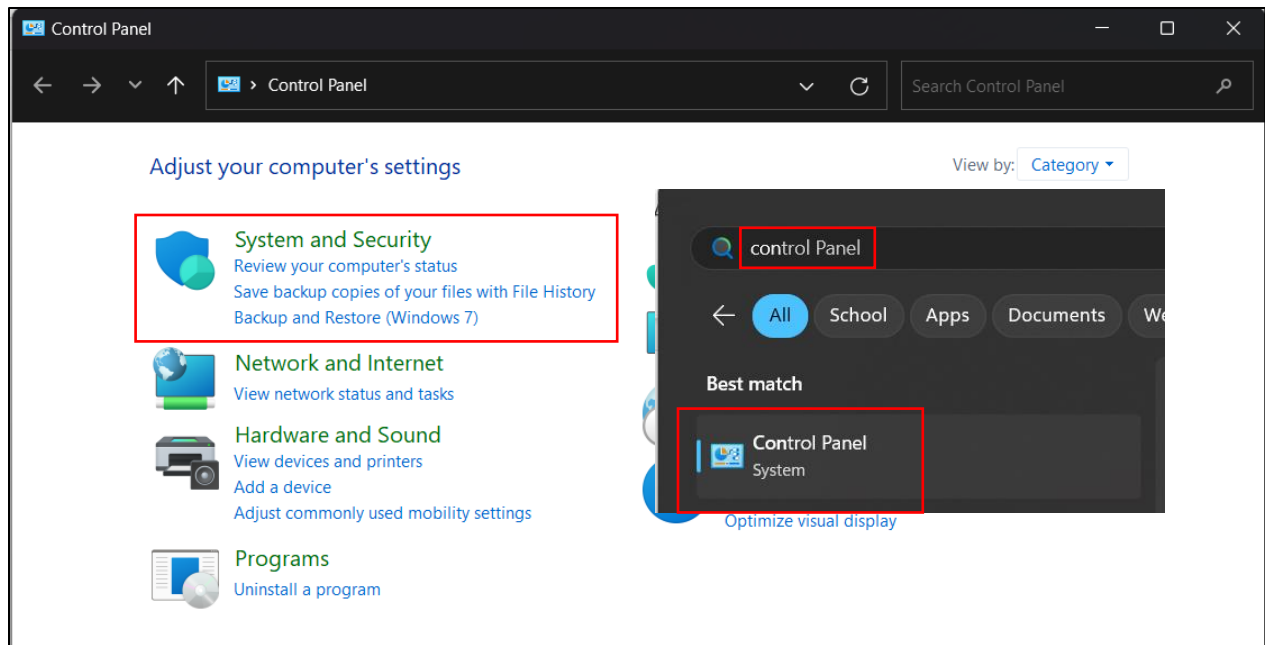 Control Panel
Control Panel
Search Control Panel
Adjust your computer's settings
View by: Category
System and Security
Review your computer's status
Save backup copies of your files with File History
Backup and Restore (Windows 7)
Network and Internet
View network status and tasks
Hardware and Sound
View devices and printers
Add a device
Adjust commonly used mobility settings
Programs
Uninstall a program
control Panel
All School Apps Documents
Best match
Control Panel
System
Optimize visual display